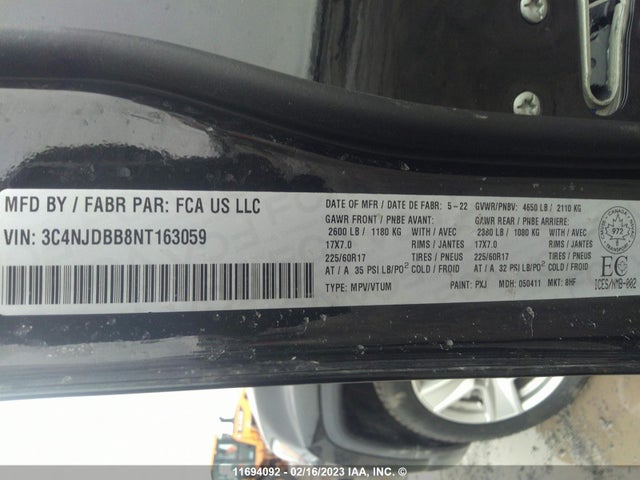 MFD BY / FABR PAR: FCA US LLC
VIN: 3C4NJDBB8NT163059
DATE OF MFR / DATE DE FABR: 5-22 GVWR/PNBV: 4650 LB / 2110 KG
GAWR FRONT / PNBE AVANT: GAWR REAR / PNBE ARRIERE:
2600 LB / 1180 KG WITH / AVEC 2380 LB / 1080 KG WITH / AVEC
17X7.0 RIMS / JANTES 17X7.0 RIMS / JANTES
225/60R17 TIRES / PNEUS 225/60R17 TIRES / PNEUS
AT / A 35 PSI LB/PO² COLD / FROID AT / A 32 PSI LB/PO² COLD / FROID
TYPE: MPV/VTUM PAINT: PXJ MDH: 050411 MKT: 8HF
972
EC
ICES/NMB-002
11694092 - 02/16/2023 IAA, INC. ©